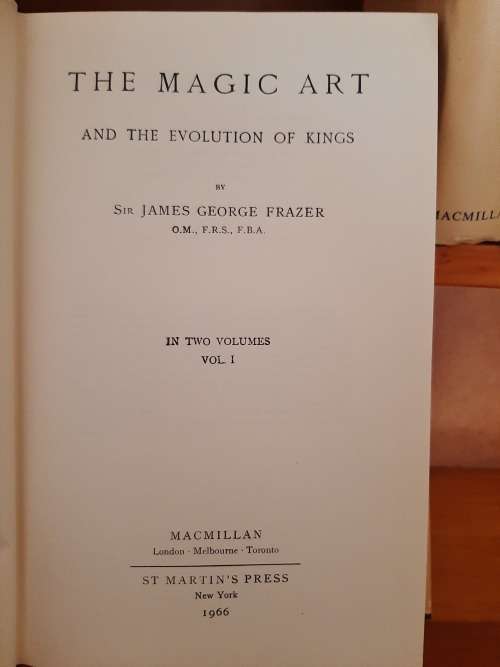 THE MAGIC ART
AND THE EVOLUTION OF KINGS
BY
SIR JAMES GEORGE FRAZER
O.M., F.R.S., F.B.A.
IN TWO VOLUMES
VOL. I
MACMILLAN
London · Melbourne · Toronto
ST MARTIN'S PRESS
New York
1966
MACMILLA